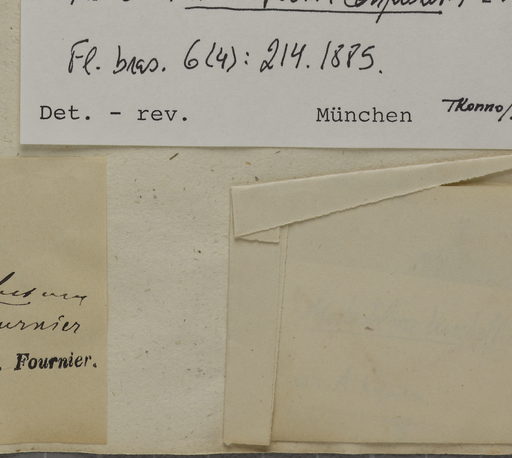 Fl. bras. 6(4): 214. 1885.
Det. - rev. München TKonno/
urnier
. Fournier.